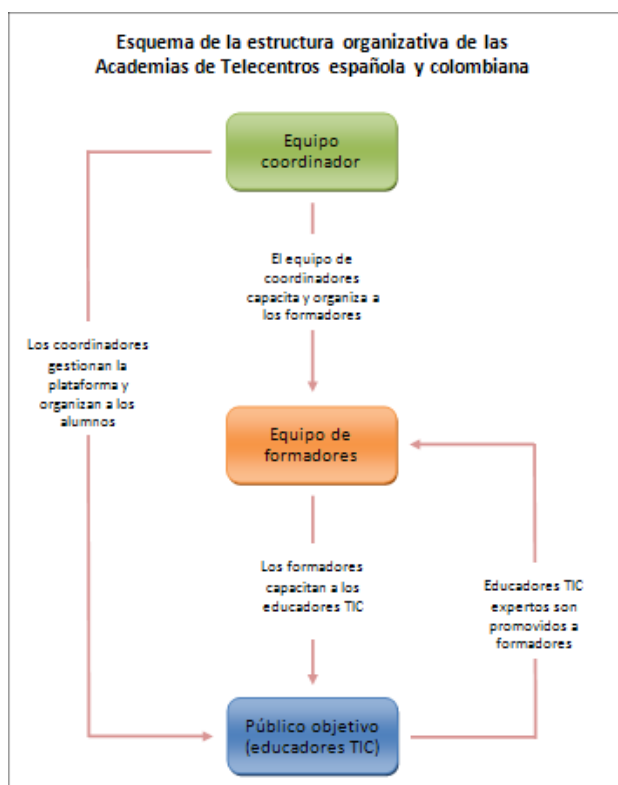 Esquema de la estructura organizativa de las
Academias de Telecentros española y colombiana
Equipo
coordinador
El equipo de
coordinadores
capacita y organiza a
los formadores
Los coordinadores
gestionan la
plataforma y
organizan a los
alumnos
Equipo de
formadores
Los formadores
capacitan a los
educadores TIC
Educadores TIC
expertos son
promovidos a
formadores
Público objetivo
(educadores TIC)